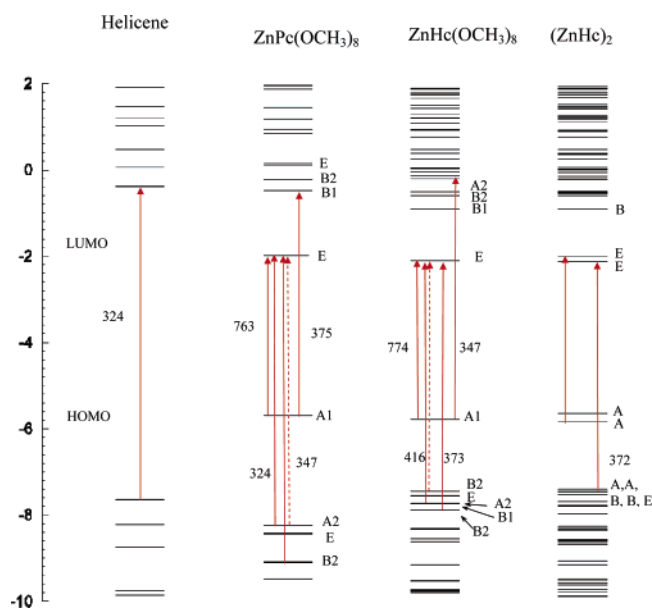 Helicene
ZnPc(OCH3)8
ZnHc(OCH3)8
(ZnHc)2
2
0
-2
-4
-6
-8
-10
LUMO
HOMO
324
E
B2
B1
E
763
375
A1
324
347
A2
E
B2
A2
B2
B1
E
774
347
A1
416
373
B2
E
A2
B1
B2
B
E
E
A
A
372
A,A,
B, B, E